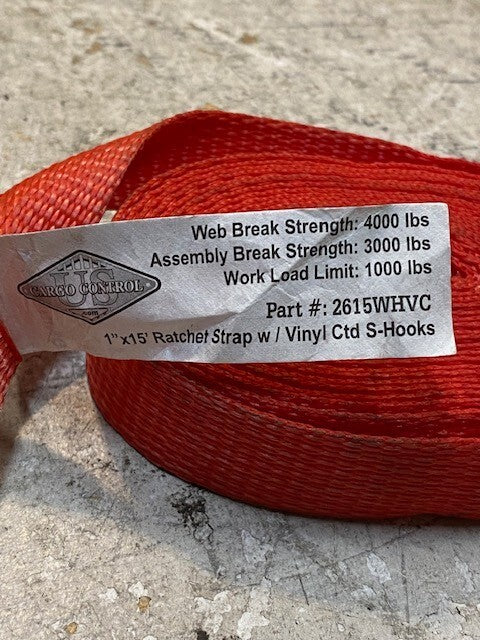 Web Break Strength: 4000 lbs
Assembly Break Strength: 3000 lbs
Work Load Limit: 1000 lbs
US
CARGO CONTROL
.com
Part #: 2615WHVC
1" x15' Ratchet Strap w / Vinyl Ctd S-Hooks